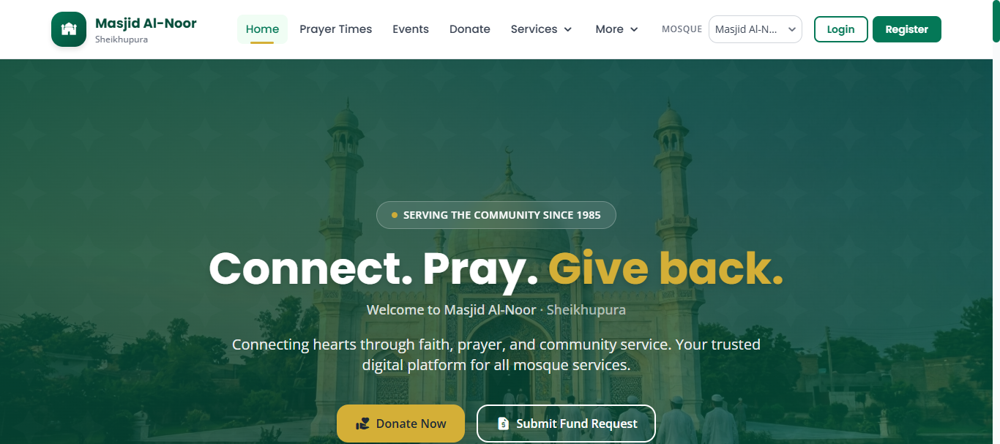 Masjid Al-Noor
Sheikhupura
Home
Prayer Times
Events
Donate
Services
More
MOSQUE
Masjid Al-N...
Login
Register
SERVING THE COMMUNITY SINCE 1985
Connect. Pray. Give back.
Welcome to Masjid Al-Noor · Sheikhupura
Connecting hearts through faith, prayer, and community service. Your trusted
digital platform for all mosque services.
Donate Now
Submit Fund Request